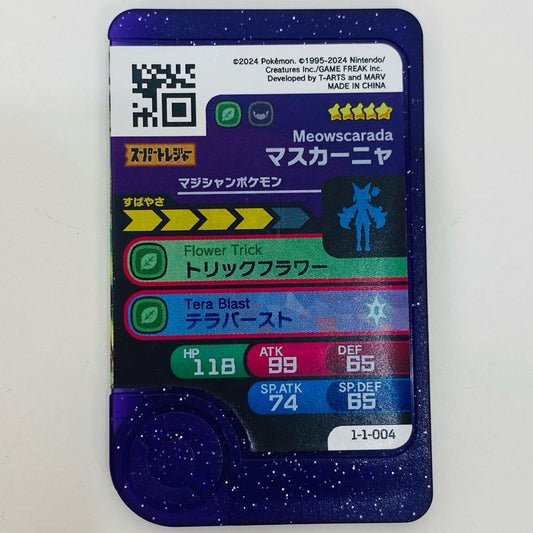 ©2024 Pokémon. ©1995-2024 Nintendo/
Creatures Inc./GAME FREAK inc.
Developed by T-ARTS and MARV
MADE IN CHINA
Meowscarada
スーパートレジャー
マスカーニャ
マジシャンポケモン
すばやさ
Flower Trick
トリックフラワー
Tera Blast
テラバースト
HP 118
ATK 99
DEF 65
SP.ATK 74
SP.DEF 65
1-1-004